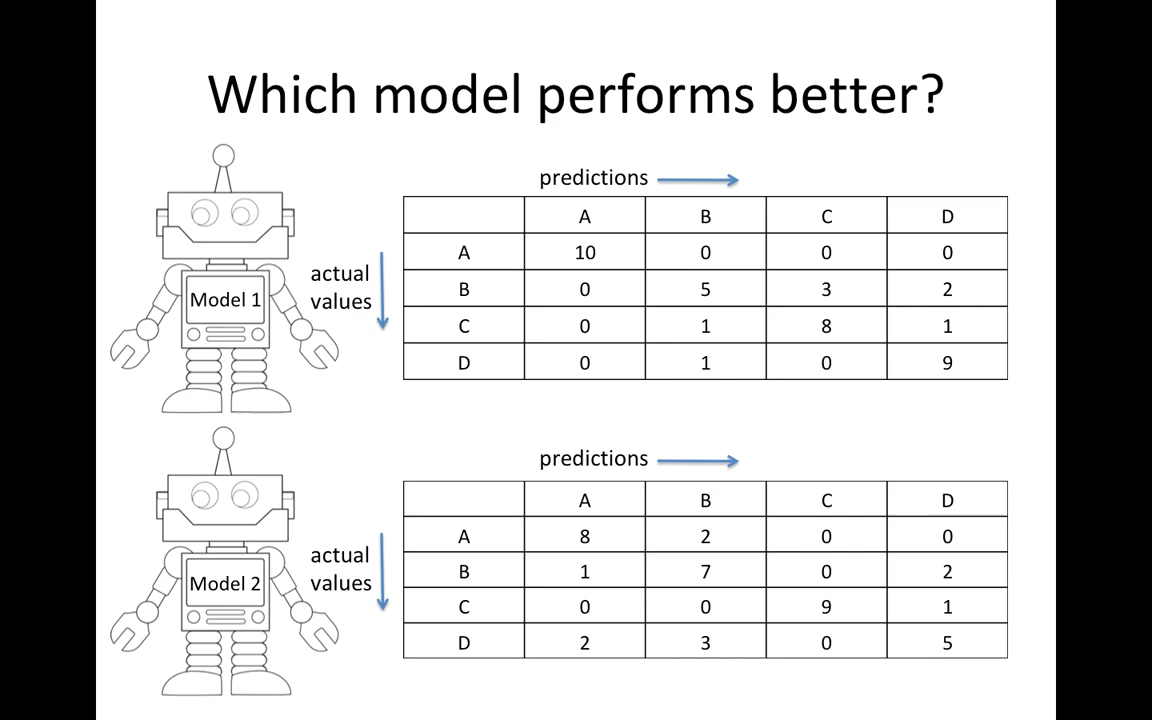 Which model performs better?
predictions
A B C D
A 10 0 0 0
actual
values
B 0 5 3 2
C 0 1 8 1
D 0 1 0 9
Model 1
predictions
A B C D
A 8 2 0 0
actual
values
B 1 7 0 2
C 0 0 9 1
D 2 3 0 5
Model 2